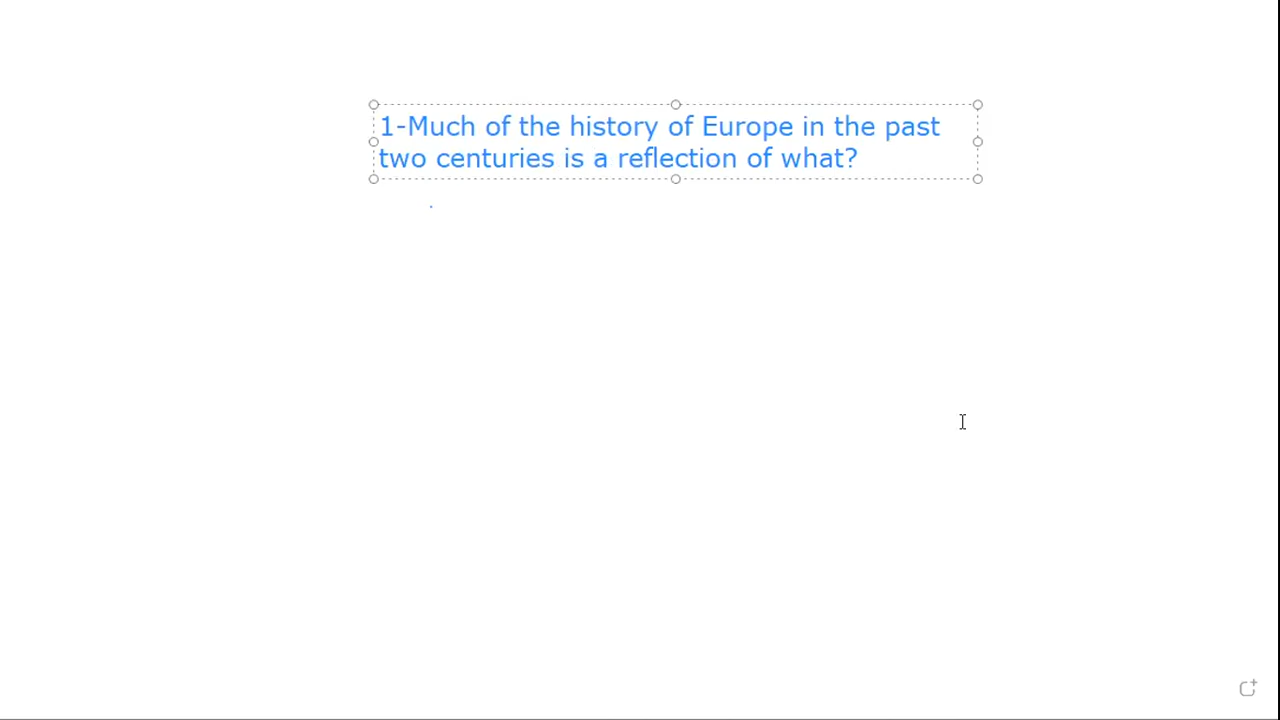 1-Much of the history of Europe in the past
two centuries is a reflection of what?